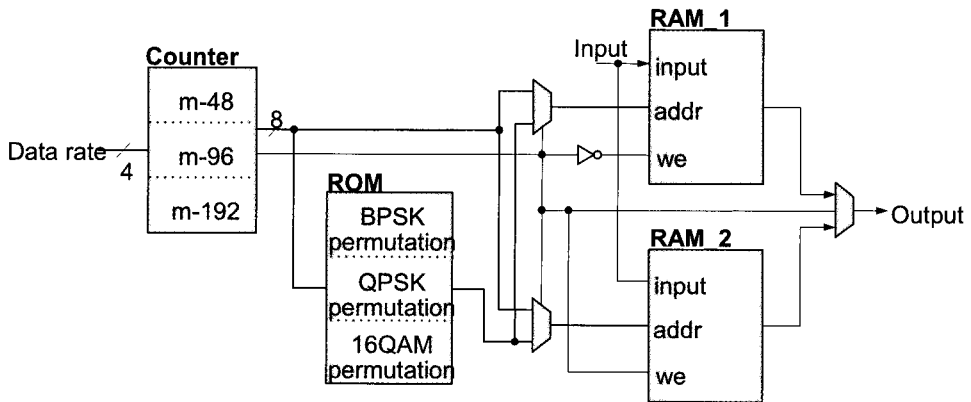 RAM_1
Input
input
addr
we
Counter
m-48
m-96
m-192
8
Data rate
4
ROM
BPSK
permutation
QPSK
permutation
16QAM
permutation
RAM_2
input
addr
we
Output